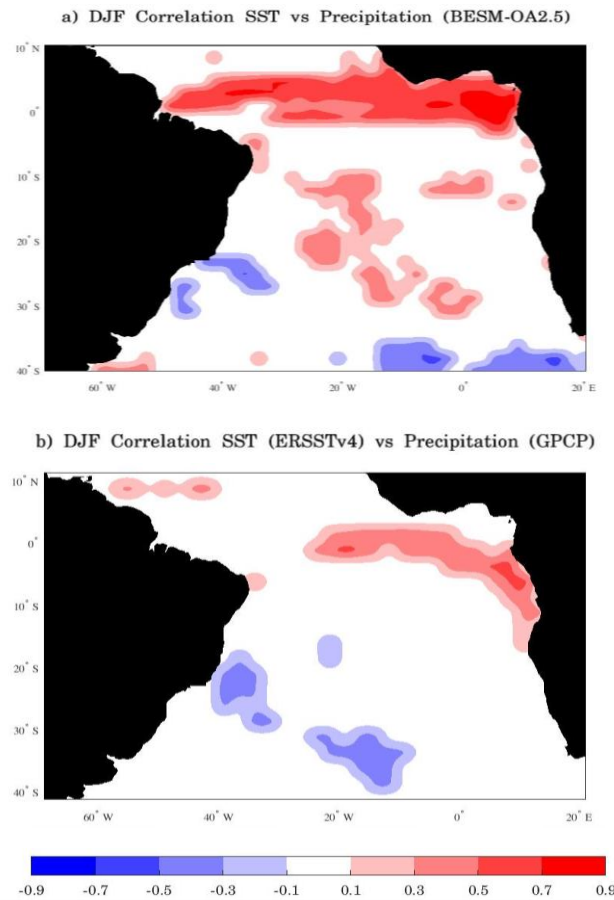 a) DJF Correlation SST vs Precipitation (BESM-OA2.5)
10° N
0°
10° S
20° S
30° S
40° S
60° W 40° W 20° W 0° 20° E
b) DJF Correlation SST (ERSSTv4) vs Precipitation (GPCP)
10° N
0°
10° S
20° S
30° S
40° S
60° W 40° W 20° W 0° 20° E
-0.9 -0.7 -0.5 -0.3 -0.1 0.1 0.3 0.5 0.7 0.9